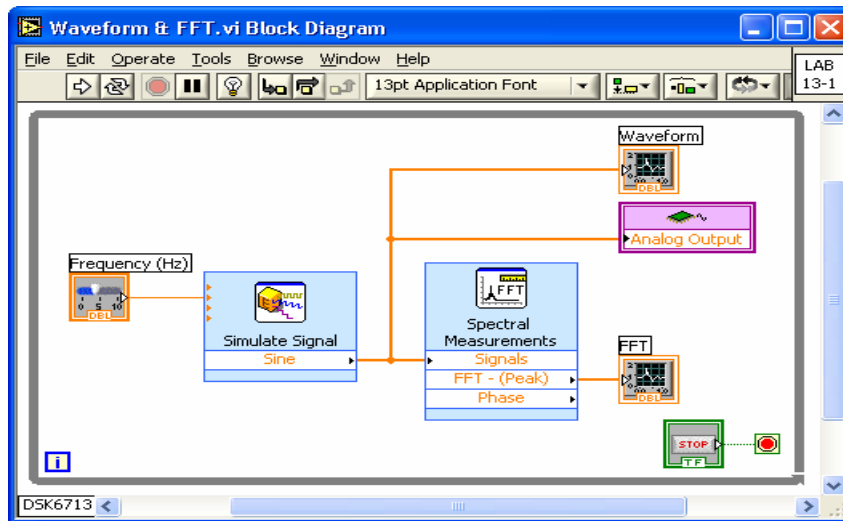 Waveform & FFT.vi Block Diagram
File Edit Operate Tools Browse Window Help
13pt Application Font
LAB
13-1
Waveform
DBL
Analog Output
Frequency (Hz)
0 5 10
DBL
Simulate Signal
Sine
FFT
Spectral
Measurements
Signals
FFT - (Peak)
Phase
FFT
DBL
STOP
TF
i
DSK6713